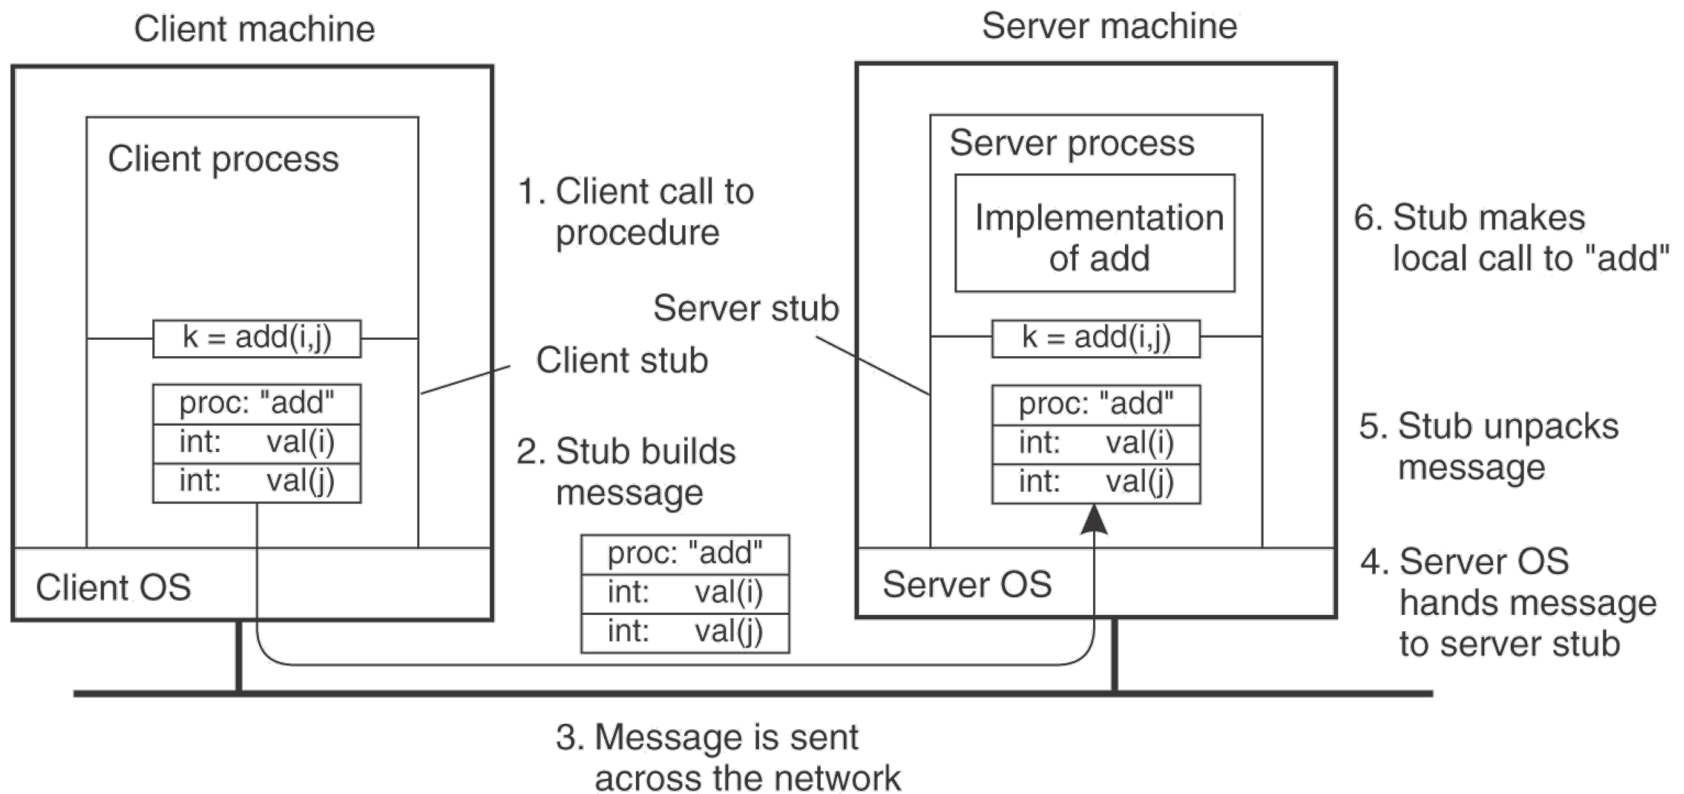 Client machine
Server machine
Client process
1. Client call to
procedure
Server process
Implementation
of add
6. Stub makes
local call to "add"
Server stub
k = add(i,j)
k = add(i,j)
Client stub
proc: "add"
int: val(i)
int: val(j)
2. Stub builds
message
proc: "add"
int: val(i)
int: val(j)
5. Stub unpacks
message
proc: "add"
int: val(i)
int: val(j)
Client OS
Server OS
4. Server OS
hands message
to server stub
3. Message is sent
across the network